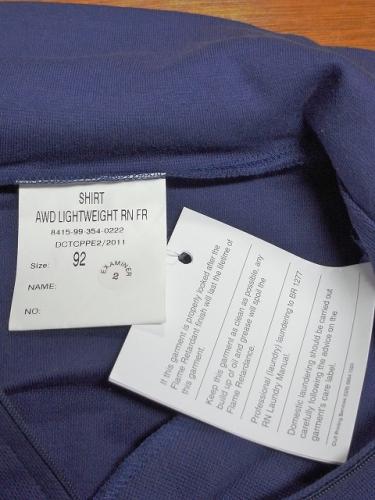 SHIRT
AWD LIGHTWEIGHT RN FR
8415-99-354-0222
DCTCPPE2/2011
Size: 92
EXAMINER
2
NAME:
NO:
If this garment is properly looked after the
Flame Retardant finish will last the lifetime of
this garment.
Keep this garment as clean as possible, any
build up of oil and grease will spoil the
Flame Retardance.
Professional (laundry) laundering to BR 1277
RN Laundry Manual.
Domestic laundering should be carried out
carefully following the advice on the
garment's care label.